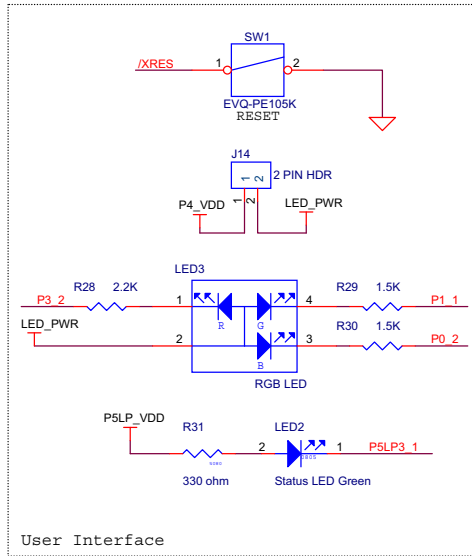 SW1
/XRES
1
2
EVQ-PE105K
RESET
J14
1
2
2 PIN HDR
P4_VDD
1
2
LED_PWR
LED3
R28
2.2K
R29
1.5K
P3_2
1
R
G
4
P1_1
LED_PWR
R30
1.5K
2
B
3
P0_2
RGB LED
P5LP_VDD
R31
LED2
2
1
P5LP3_1
0805
330 ohm
Status LED Green
User Interface